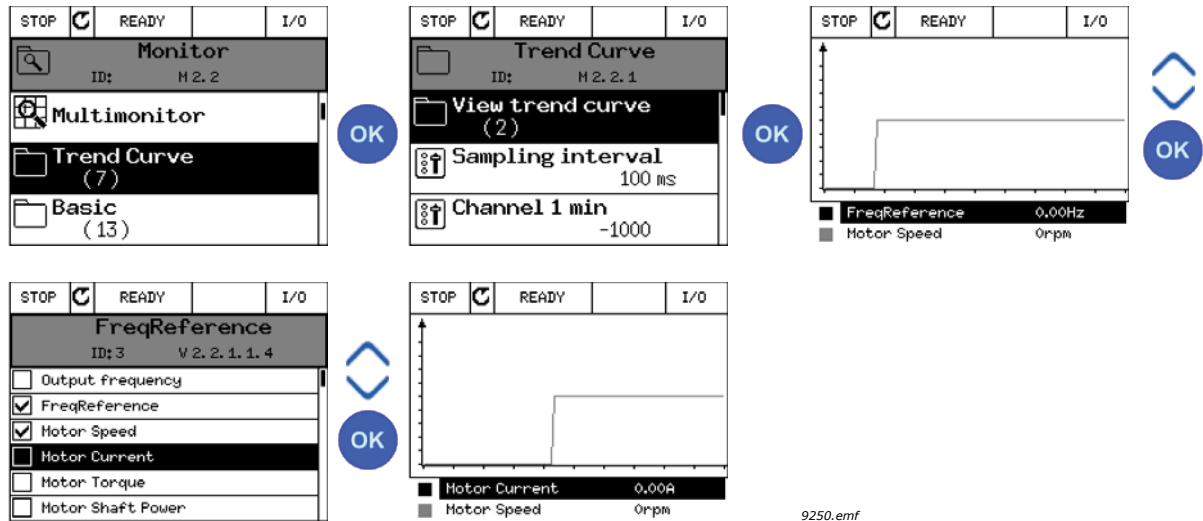 STOP READY I/O
Monitor
ID: M2.2
Multimonitor
Trend Curve
(7)
Basic
(13)
OK
STOP READY I/O
Trend Curve
ID: M2.2.1
View trend curve
(2)
Sampling interval
100 ms
Channel 1 min
-1000
OK
STOP READY I/O
FreqReference 0.00Hz
Motor Speed 0rpm
OK
STOP READY I/O
FreqReference
ID:3 V2.2.1.1.4
Output frequency
FreqReference
Motor Speed
Motor Current
Motor Torque
Motor Shaft Power
OK
STOP READY I/O
Motor Current 0.00A
Motor Speed 0rpm
9250.emf